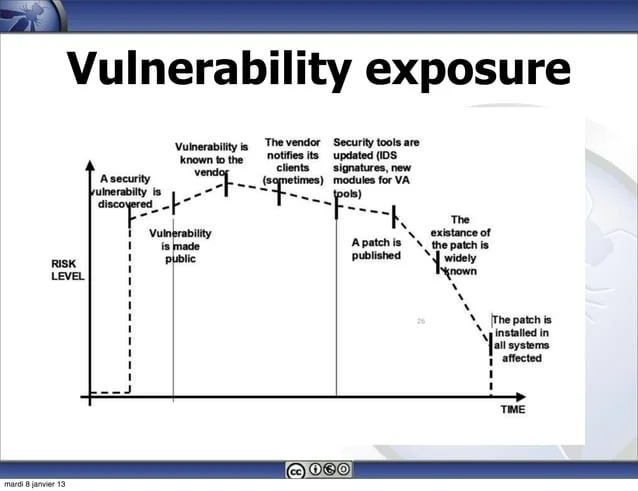 Vulnerability exposure
A security
vulnerabilty is
discovered
Vulnerability
is made
public
Vulnerability is
known to the
vendor
The vendor
notifies its
clients
(sometimes)
Security tools are
updated (IDS
signatures, new
modules for VA
tools)
A patch is
published
The
existance of
the patch is
widely
known
The patch is
installed in
all systems
affected
RISK
LEVEL
TIME
26
cc
mardi 8 janvier 13